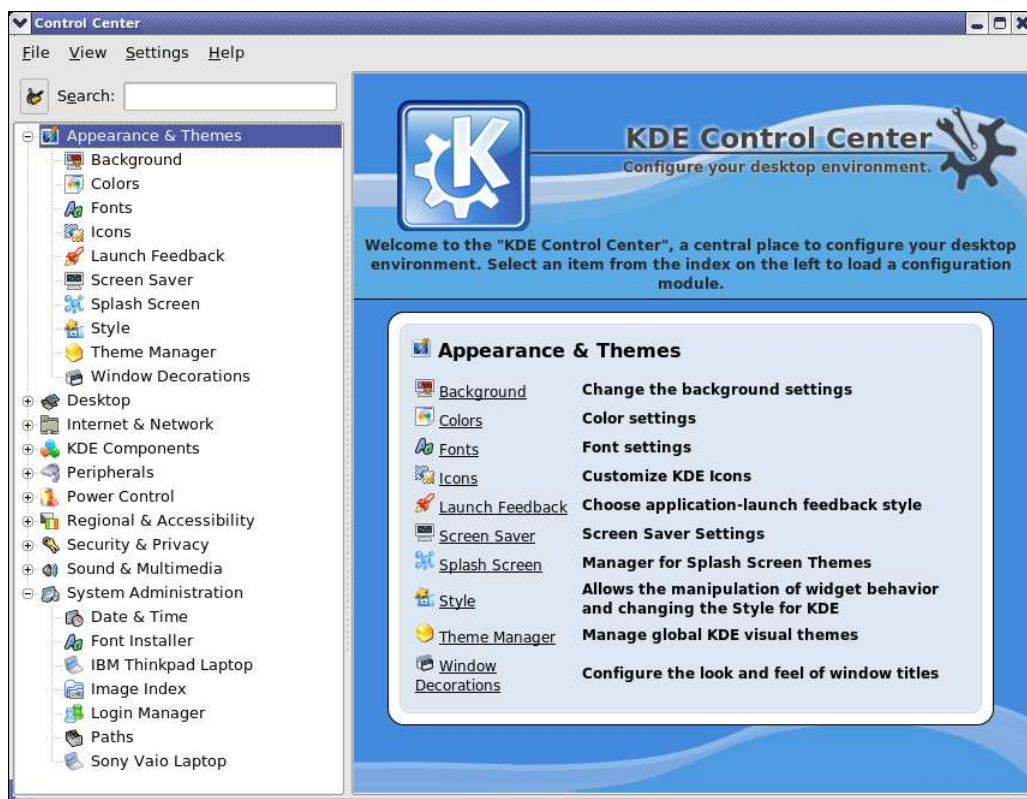 Control Center
File View Settings Help
Search:
Appearance & Themes
Background
Colors
Fonts
Icons
Launch Feedback
Screen Saver
Splash Screen
Style
Theme Manager
Window Decorations
Desktop
Internet & Network
KDE Components
Peripherals
Power Control
Regional & Accessibility
Security & Privacy
Sound & Multimedia
System Administration
Date & Time
Font Installer
IBM Thinkpad Laptop
Image Index
Login Manager
Paths
Sony Vaio Laptop
K
KDE Control Center
Configure your desktop environment.
Welcome to the "KDE Control Center", a central place to configure your desktop
environment. Select an item from the index on the left to load a configuration
module.
Appearance & Themes
Background Change the background settings
Colors Color settings
Fonts Font settings
Icons Customize KDE Icons
Launch Feedback Choose application-launch feedback style
Screen Saver Screen Saver Settings
Splash Screen Manager for Splash Screen Themes
Style Allows the manipulation of widget behavior
and changing the Style for KDE
Theme Manager Manage global KDE visual themes
Window
Decorations Configure the look and feel of window titles